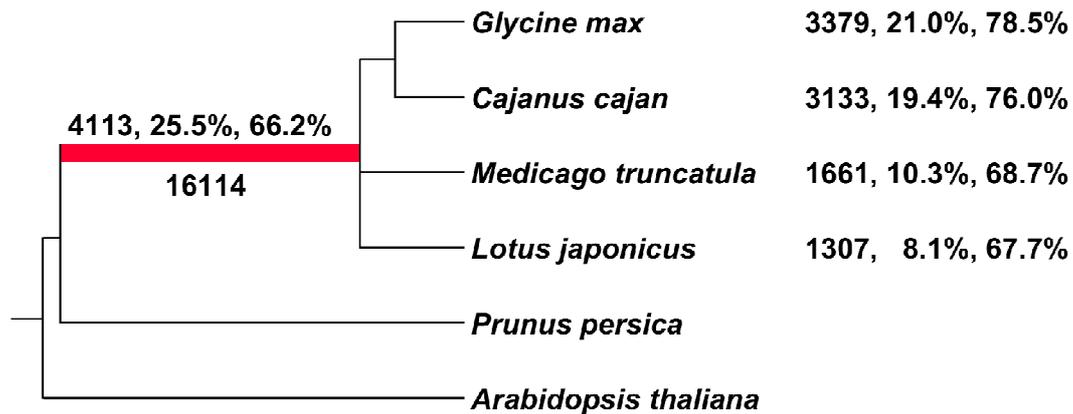 Glycine max 3379, 21.0%, 78.5%
Cajanus cajan 3133, 19.4%, 76.0%
4113, 25.5%, 66.2%
Medicago truncatula 1661, 10.3%, 68.7%
16114
Lotus japonicus 1307, 8.1%, 67.7%
Prunus persica
Arabidopsis thaliana